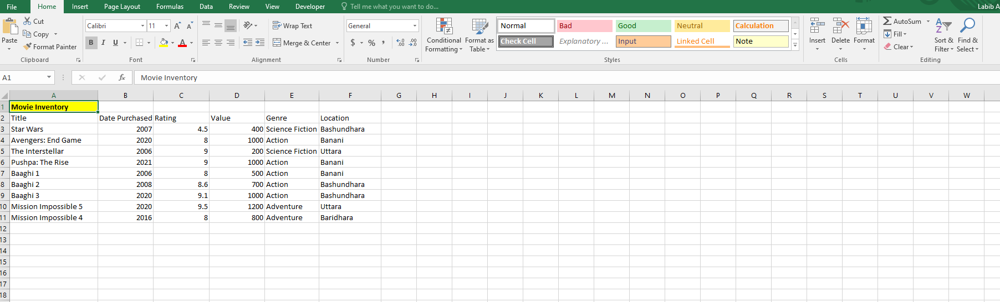 File Home Insert Page Layout Formulas Data Review View Developer Tell me what you want to do... Labib A
Cut
Copy
Format Painter
Paste
Clipboard
Calibri 11
B I U
Font
Wrap Text
Merge & Center
Alignment
General
$ % ,
Number
Conditional Formatting
Format as Table
Normal Bad Good Neutral Calculation
Check Cell Explanatory ... Input Linked Cell Note
Styles
Insert Delete Format
Cells
AutoSum
Fill
Clear
Sort & Filter
Find & Select
Editing
A1 fx Movie Inventory
A B C D E F G H I J K L M N O P Q R S T U V W
1 Movie Inventory
2 Title Date Purchased Rating Value Genre Location
3 Star Wars 2007 4.5 400 Science Fiction Bashundhara
4 Avengers: End Game 2020 8 1000 Action Banani
5 The Interstellar 2006 9 200 Science Fiction Uttara
6 Pushpa: The Rise 2021 9 1000 Action Banani
7 Baaghi 1 2006 8 500 Action Banani
8 Baaghi 2 2008 8.6 700 Action Bashundhara
9 Baaghi 3 2020 9.1 1000 Action Bashundhara
10 Mission Impossible 5 2020 9.5 1200 Adventure Uttara
11 Mission Impossible 4 2016 8 800 Adventure Baridhara
12
13
14
15
16
17
18